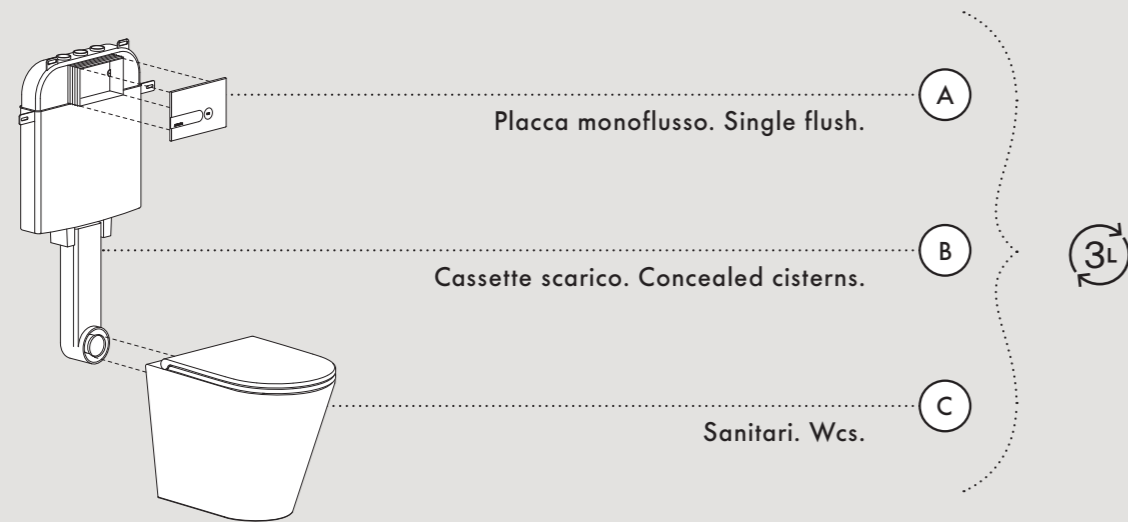 A
Placca monoflusso. Single flush.
B
Cassette scarico. Concealed cisterns.
3L
C
Sanitari. Wcs.